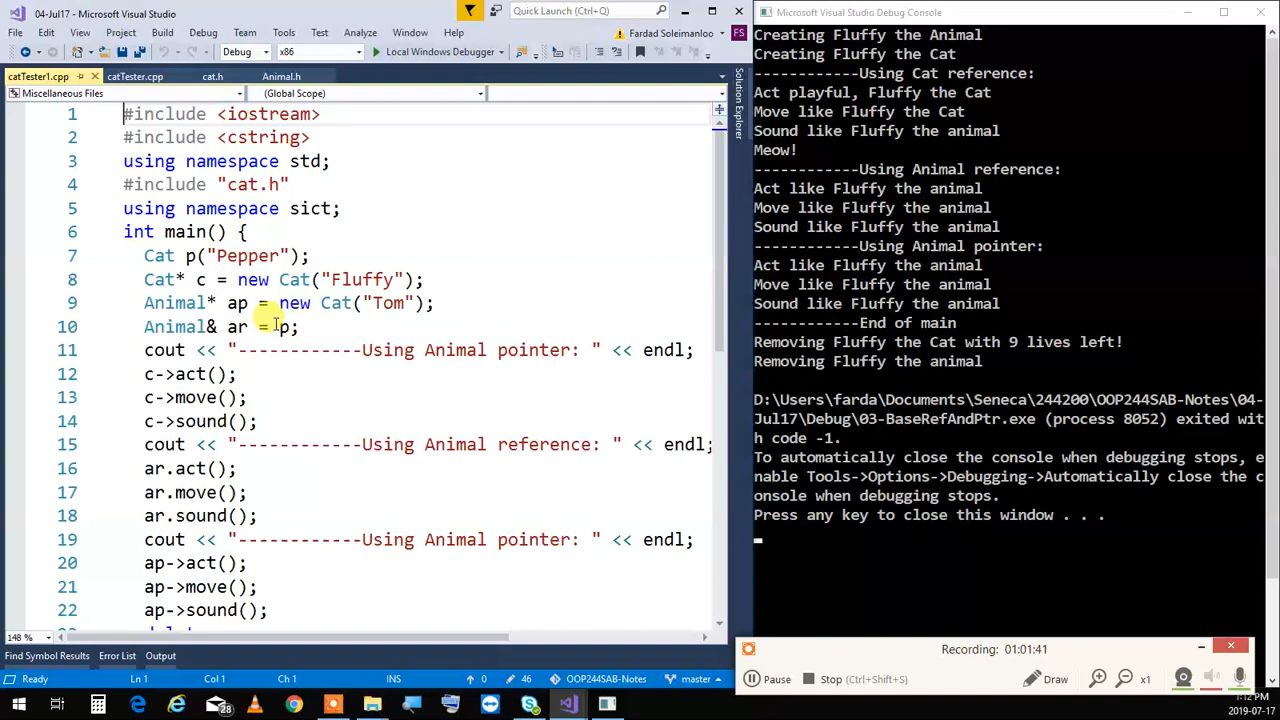 04-Jul17 - Microsoft Visual Studio
Quick Launch (Ctrl+Q)
File Edit View Project Build Debug Team Tools Test Analyze Window Help
Fardad Soleimanloo FS
Debug x86 Local Windows Debugger
catTester1.cpp catTester.cpp cat.h Animal.h
Miscellaneous Files (Global Scope)
Solution Explorer
1 #include <iostream>
2 #include <cstring>
3 using namespace std;
4 #include "cat.h"
5 using namespace sict;
6 int main() {
7 Cat p("Pepper");
8 Cat* c = new Cat("Fluffy");
9 Animal* ap = new Cat("Tom");
10 Animal& ar = p;
11 cout << "------------Using Animal pointer: " << endl;
12 c->act();
13 c->move();
14 c->sound();
15 cout << "------------Using Animal reference: " << endl;
16 ar.act();
17 ar.move();
18 ar.sound();
19 cout << "------------Using Animal pointer: " << endl;
20 ap->act();
21 ap->move();
22 ap->sound();
148 %
Find Symbol Results Error List Output
Ready Ln 1 Col 1 Ch 1 INS 0 46 OOP244SAB-Notes master
Microsoft Visual Studio Debug Console
Creating Fluffy the Animal
Creating Fluffy the Cat
------------Using Cat reference:
Act playful, Fluffy the Cat
Move like Fluffy the Cat
Sound like Fluffy the animal
Meow!
------------Using Animal reference:
Act like Fluffy the animal
Move like Fluffy the animal
Sound like Fluffy the animal
------------Using Animal pointer:
Act like Fluffy the animal
Move like Fluffy the animal
Sound like Fluffy the animal
------------End of main
Removing Fluffy the Cat with 9 lives left!
Removing Fluffy the animal
D:\Users\farda\Documents\Seneca\244200\OOP244SAB-Notes\04-
Jul17\Debug\03-BaseRefAndPtr.exe (process 8052) exited wit
h code -1.
To automatically close the console when debugging stops, e
nable Tools->Options->Debugging->Automatically close the c
onsole when debugging stops.
Press any key to close this window . . .
Recording: 01:01:41
Pause Stop (Ctrl+Shift+S) Draw x1
28
1:12 PM
2019-07-17